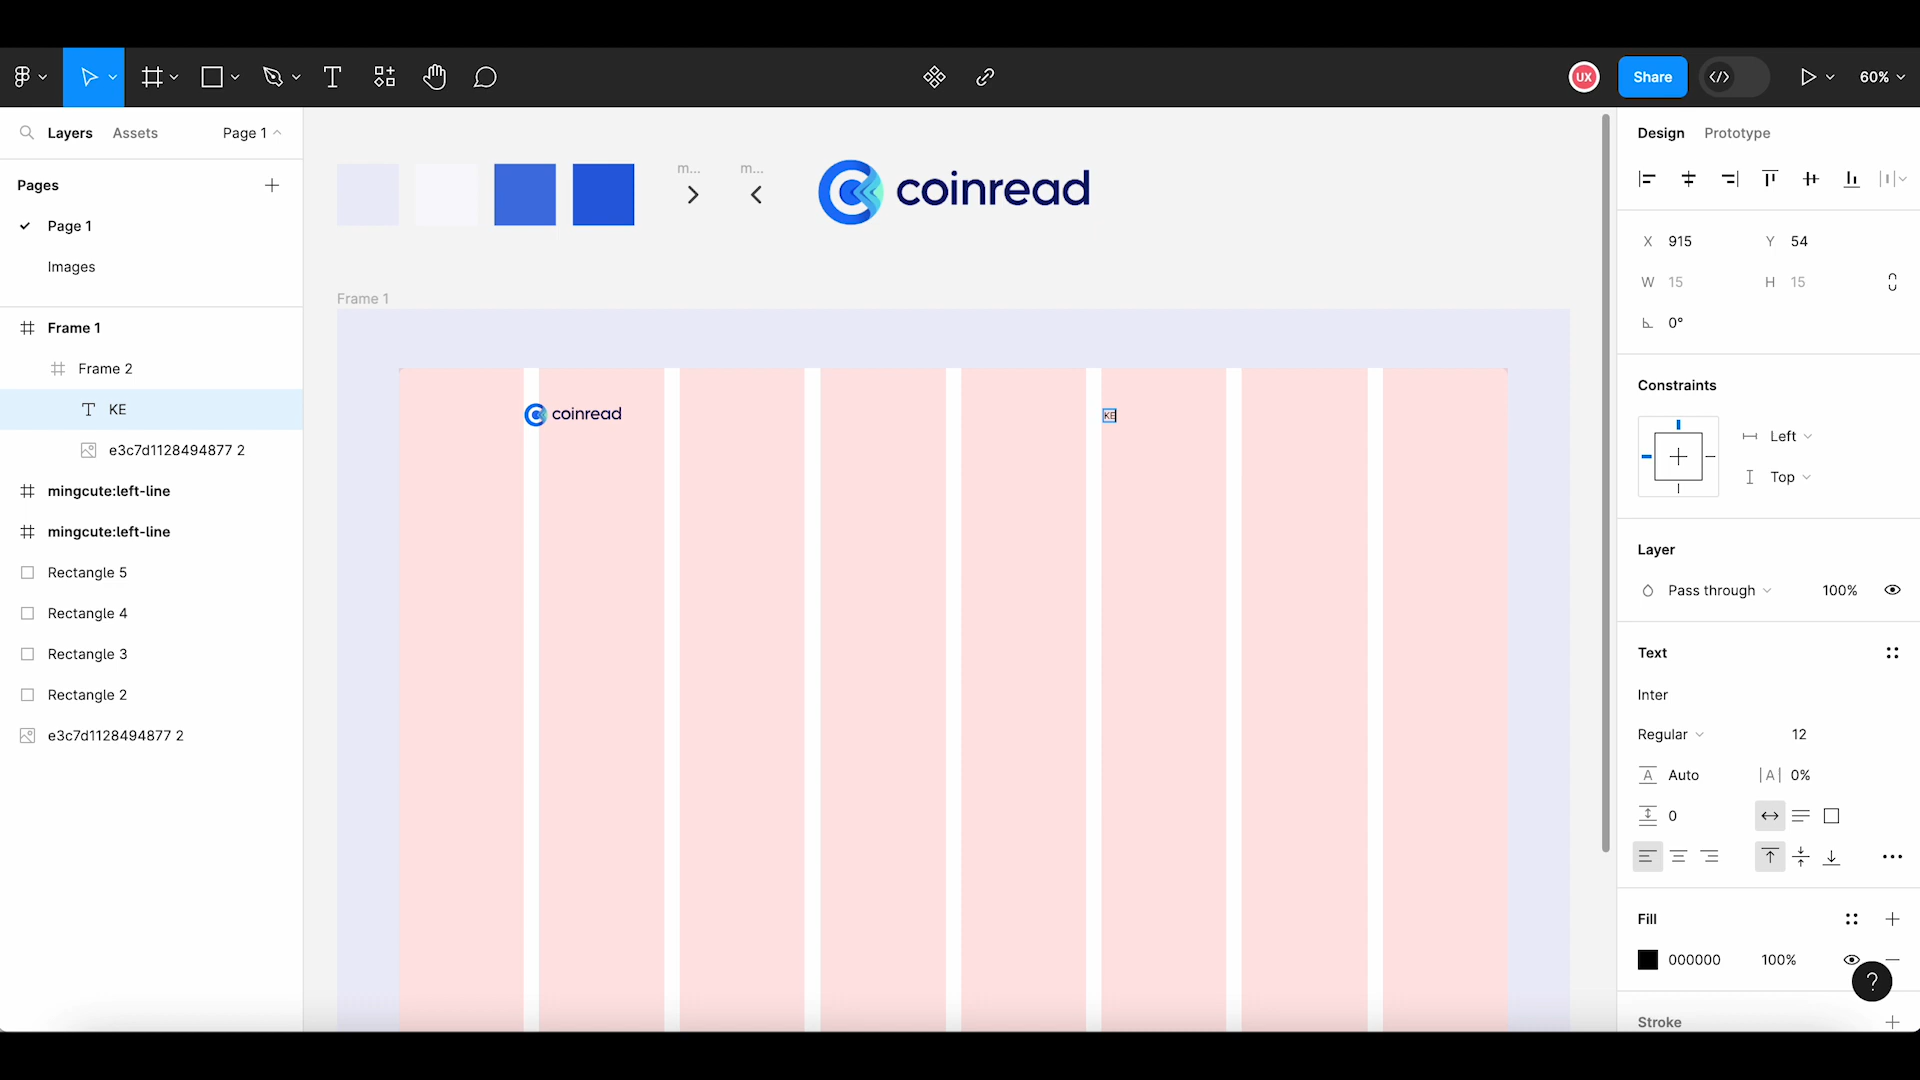 UX
Share
60%
Layers
Assets
Page 1
Design
Prototype
Pages
Page 1
Images
Frame 1
Frame 2
KE
e3c7d1128494877 2
mingcute:left-line
mingcute:left-line
Rectangle 5
Rectangle 4
Rectangle 3
Rectangle 2
e3c7d1128494877 2
m...
m...
coinread
Frame 1
coinread
KE
X 915
Y 54
W 15
H 15
0°
Constraints
Left
Top
Layer
Pass through
100%
Text
Inter
Regular
12
A Auto
|A| 0%
0
Fill
000000
100%
?
Stroke